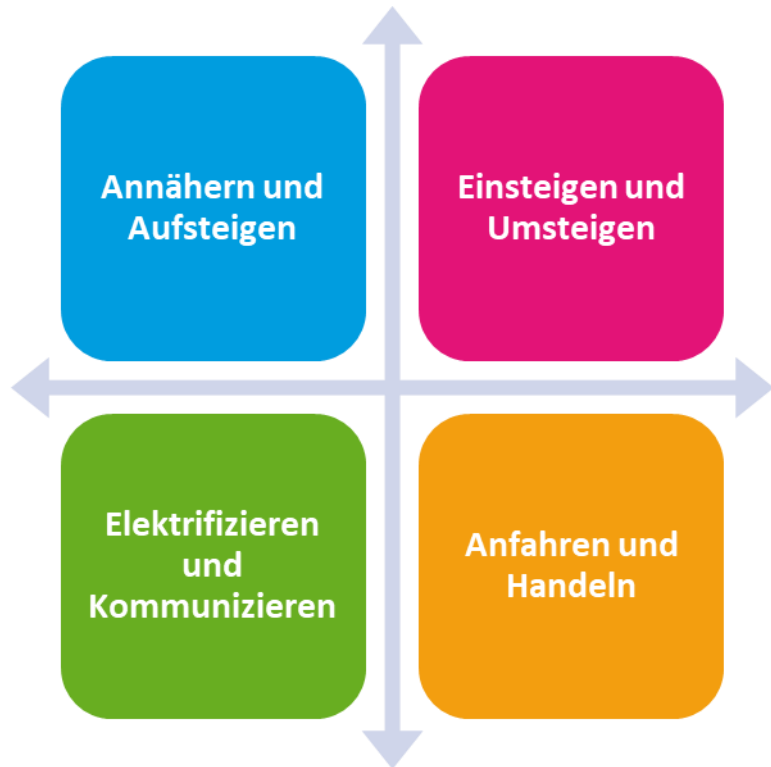 Annähern und
Aufsteigen
Einsteigen und
Umsteigen
Elektrifizieren
und
Kommunizieren
Anfahren und
Handeln